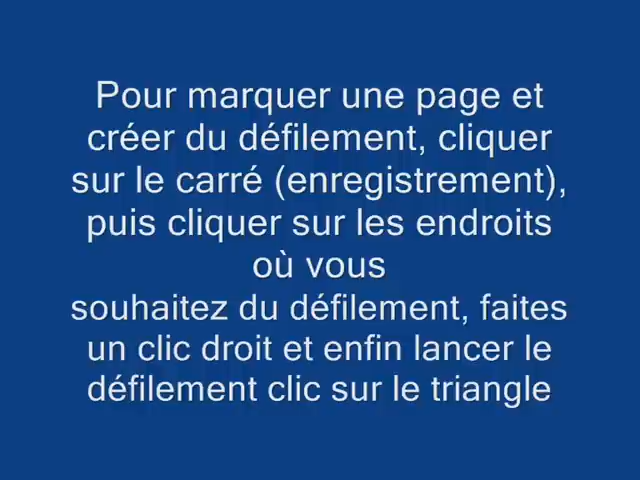 Pour marquer une page et
créer du défilement, cliquer
sur le carré (enregistrement),
puis cliquer sur les endroits
où vous
souhaitez du défilement, faites
un clic droit et enfin lancer le
défilement clic sur le triangle